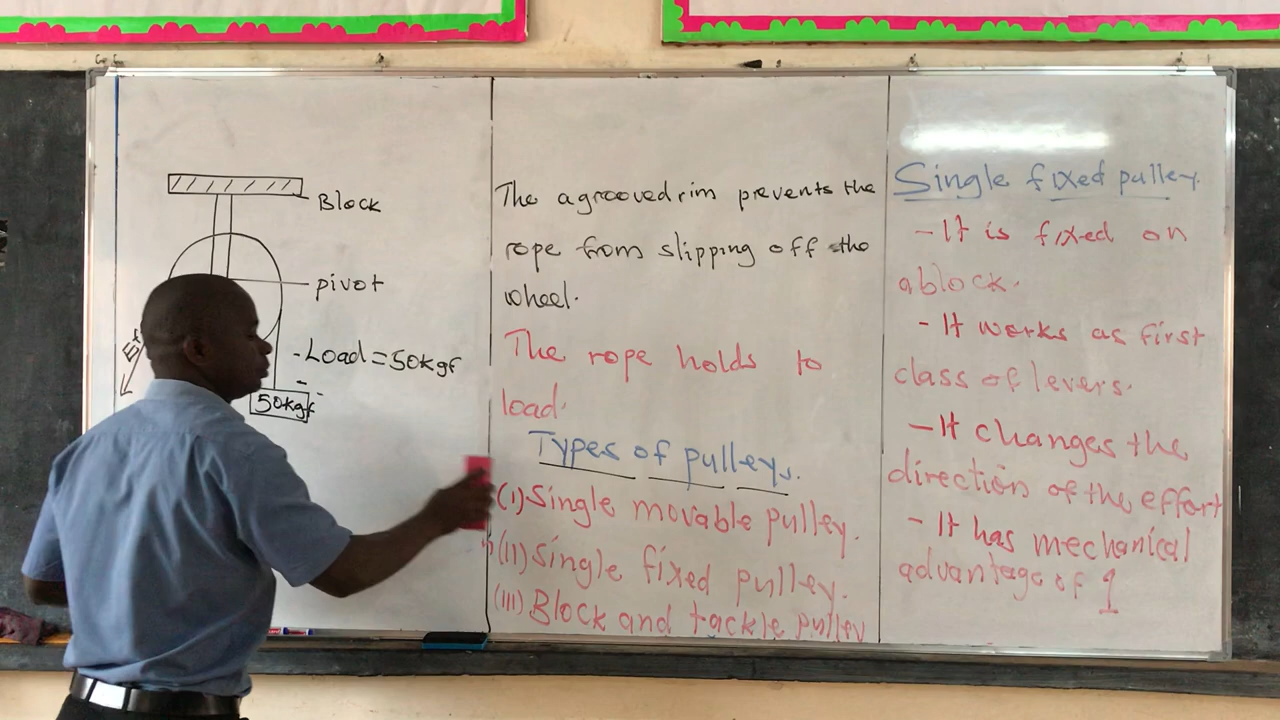 Block
pivot
-Load = 50kgf
50kgf
The agroovedrim prevents the
rope from slipping off the
wheel.
The rope holds to
load.
Types of pulleys.
(I) Single movable pulley.
(II) Single fixed pulley.
(III) Block and tackle pulley
Single fixed pulley.
- It is fixed on
ablock.
- It works as first
class of levers.
- It changes the
direction of the effort
- It has mechanical
advantage of 1